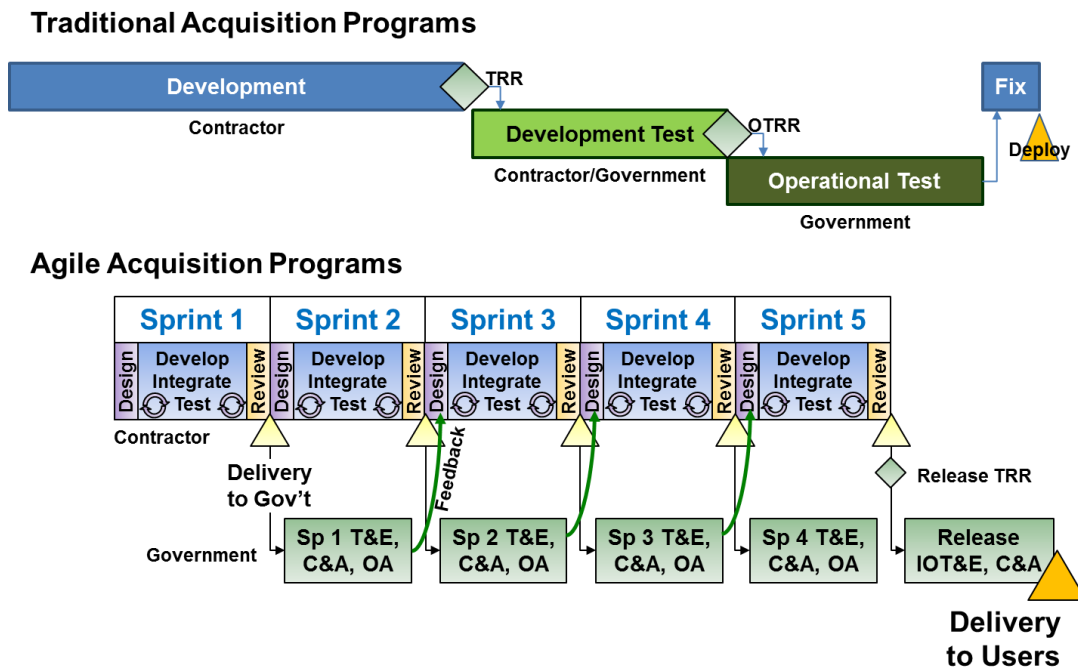 Traditional Acquisition Programs
Development
TRR
Fix
Contractor
Development Test
OTRR
Deploy
Contractor/Government
Operational Test
Government
Agile Acquisition Programs
Sprint 1
Sprint 2
Sprint 3
Sprint 4
Sprint 5
Design
Develop
Integrate
Test
Review
Design
Develop
Integrate
Test
Review
Design
Develop
Integrate
Test
Review
Design
Develop
Integrate
Test
Review
Design
Develop
Integrate
Test
Review
Contractor
Delivery
to Gov't
Feedback
Release TRR
Government
Sp 1 T&E,
C&A, OA
Sp 2 T&E,
C&A, OA
Sp 3 T&E,
C&A, OA
Sp 4 T&E,
C&A, OA
Release
IOT&E, C&A
Delivery
to Users